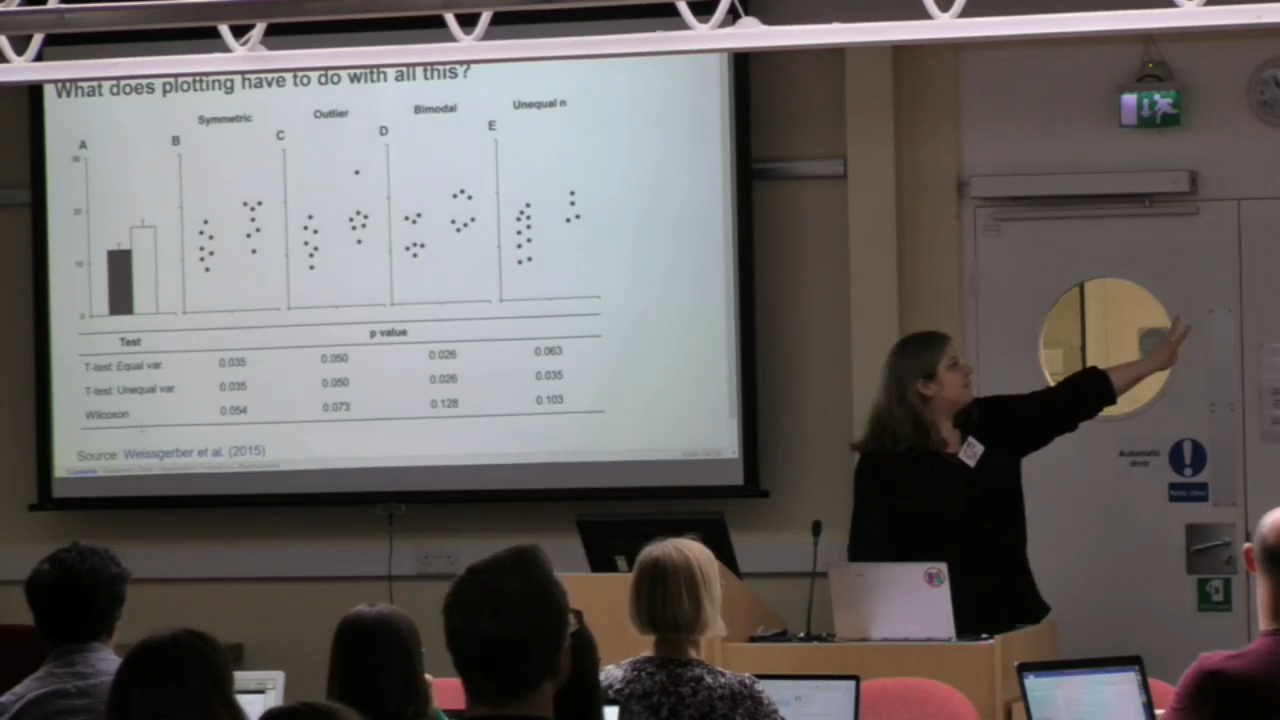 What does plotting have to do with all this?
Symmetric Outlier Bimodal Unequal n
A B C D E
30
20
10
0
Test p value
T-test: Equal var. 0.035 0.050 0.026 0.063
T-test: Unequal var. 0.035 0.050 0.026 0.035
Wilcoxon 0.054 0.073 0.128 0.103
Source: Weissgerber et al. (2015)
Automatic
door